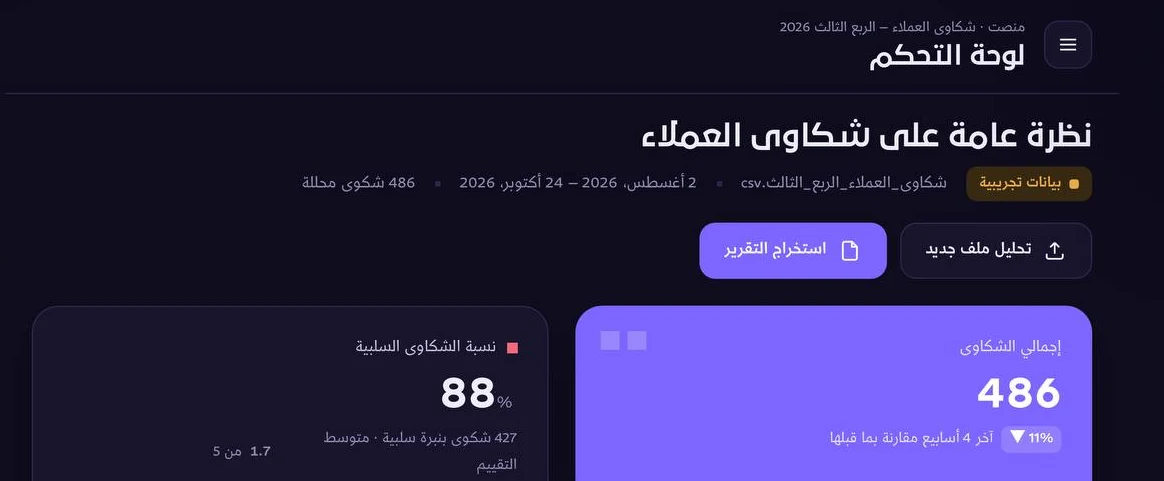 منصت · شكاوى العملاء – الربع الثالث 2026
لوحة التحكم
نظرة عامة على شكاوى العملاء
بيانات تجريبية
شكاوى_العملاء_الربع_الثالث.csv
2 أغسطس، 2026 – 24 أكتوبر، 2026
486 شكوى محللة
تحليل ملف جديد
استخراج التقرير
إجمالي الشكاوى
486
▼ 11% آخر 4 أسابيع مقارنة بما قبلها
نسبة الشكاوى السلبية
88%
427 شكوى بنبرة سلبية · متوسط التقييم
1.7 من 5